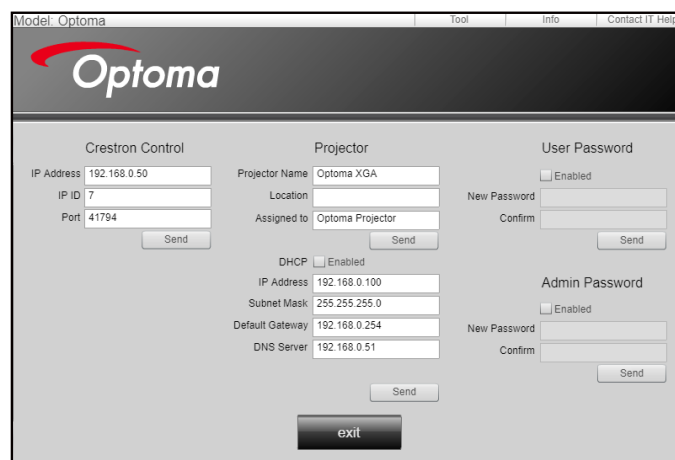 Model: Optoma
Tool
Info
Contact IT Help
Optoma
Crestron Control
IP Address 192.168.0.50
IP ID 7
Port 41794
Send
Projector
Projector Name Optoma XGA
Location
Assigned to Optoma Projector
Send
DHCP Enabled
IP Address 192.168.0.100
Subnet Mask 255.255.255.0
Default Gateway 192.168.0.254
DNS Server 192.168.0.51
Send
User Password
Enabled
New Password
Confirm
Send
Admin Password
Enabled
New Password
Confirm
Send
exit